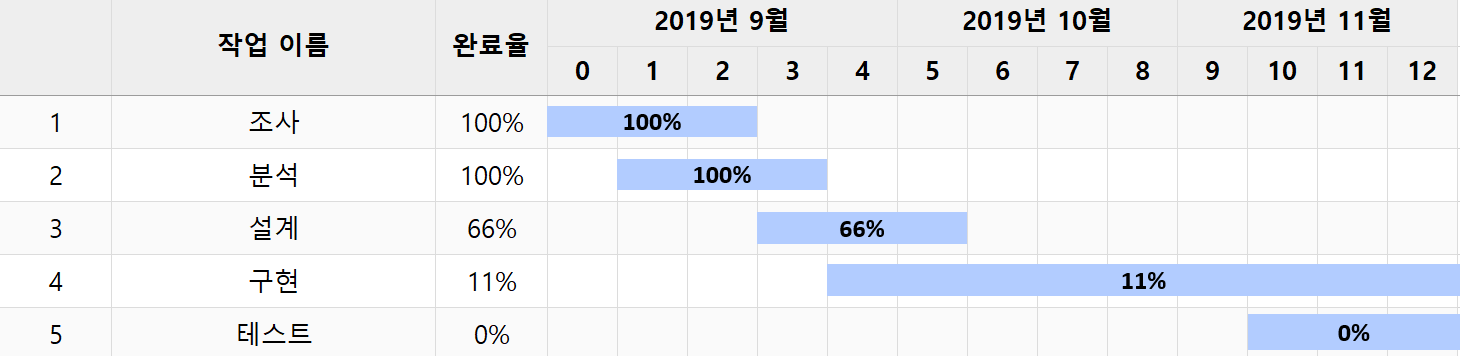 작업 이름 완료율 2019년 9월 2019년 10월 2019년 11월
0 1 2 3 4 5 6 7 8 9 10 11 12
1 조사 100% 100%
2 분석 100% 100%
3 설계 66% 66%
4 구현 11% 11%
5 테스트 0% 0%